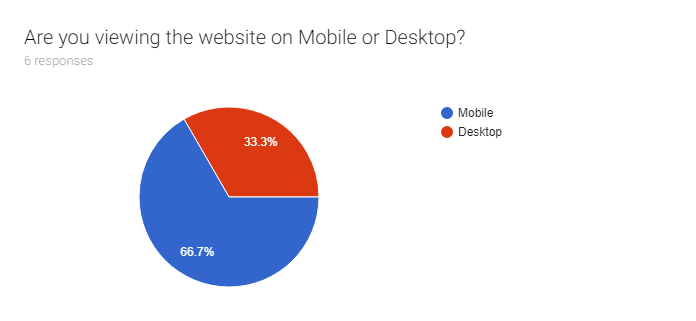 Are you viewing the website on Mobile or Desktop?
6 responses
Mobile
Desktop
33.3%
66.7%